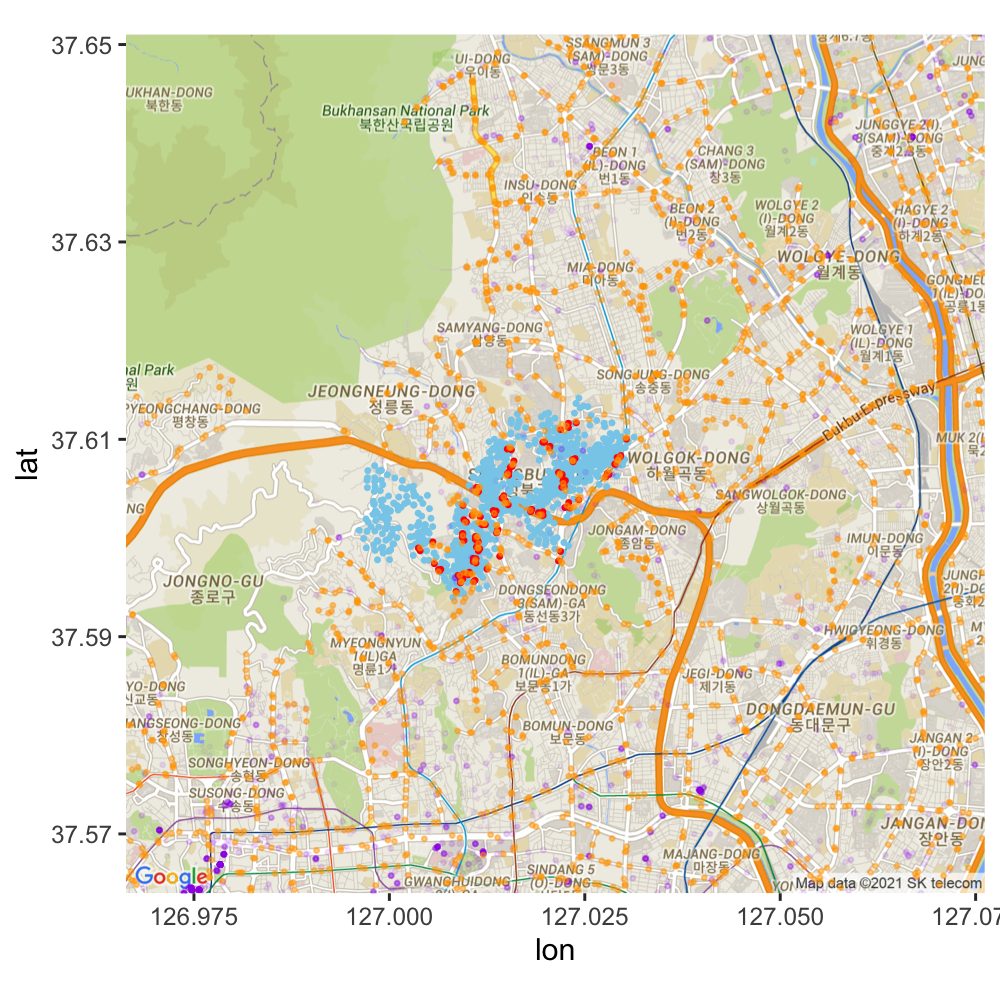 37.65
37.63
37.61
37.59
37.57
lat
126.975
127.000
127.025
127.050
127.07
lon
UKHAN-DONG
북한동
UI-DONG
우이동
SSANGMUN 3
(SAM)-DONG
쌍문3동
JUNG
Bukhansan National Park
북한산국립공원
JUNGGYE 2(I).
3(SAM)-DONG
중계2.3동
BEON 1
(IL)-DONG
번1동
CHANG 3
(SAM)-DONG
창3동
INSU-DONG
인수동
BEON 2
(I)-DONG
번2동
WOLGYE 2
(I)-DONG
월계2동
HAGYE 2
(I)-DONG
하계2동
MIA-DONG
미아동
WOLGYE-DONG
월계동
SAMYANG-DONG
삼양동
WOLGYE 1
(IL)-DONG
월계1동
nal Park
원
SONGJUNG-DONG
송중동
JEONGNEUNG-DONG
정릉동
PYEONGCHANG-DONG
평창동
Bukbu Expressway
MUK 2(I
WOLGOK-DONG
하월곡동
SANGWOLGOK-DONG
상월곡동
NG
JONGAM-DONG
종암동
IMUN-DONG
이문동
JONGNO-GU
종로구
DONGSEONDONG
3(SAM)-GA
동선동3가
HWIGYEONG-DONG
휘경동
MYEONGNYUN
1(IL)GA
명륜1가
BOMUNDONG
1(IL)-GA
보문동1가
JEGI-DONG
제기동
YO-DONG
DONGDAEMUN-GU
동대문구
BOMUN-DONG
보문동
JANGAN 2
(I)-DONG
장안2동
SONGHYEON-DONG
송현동
SUSONG-DONG
수송동
JANGAN-DON
장안동
MAJANG-DONG
마장동
SINDANG 5
(O)-DONG
GWANCHUIDONG
Google
Map data ©2021 SK telecom